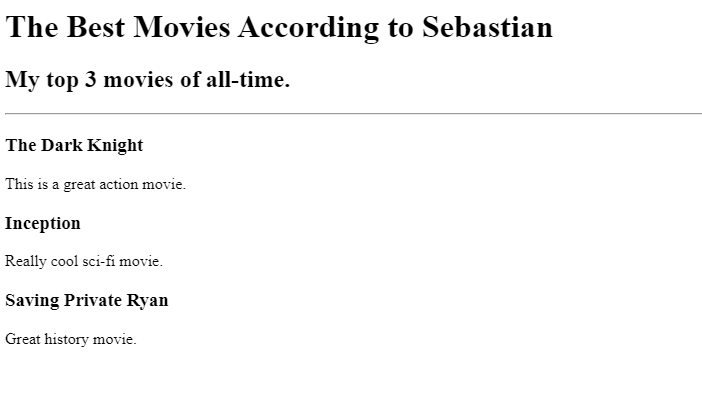 The Best Movies According to Sebastian
My top 3 movies of all-time.
The Dark Knight
This is a great action movie.
Inception
Really cool sci-fi movie.
Saving Private Ryan
Great history movie.